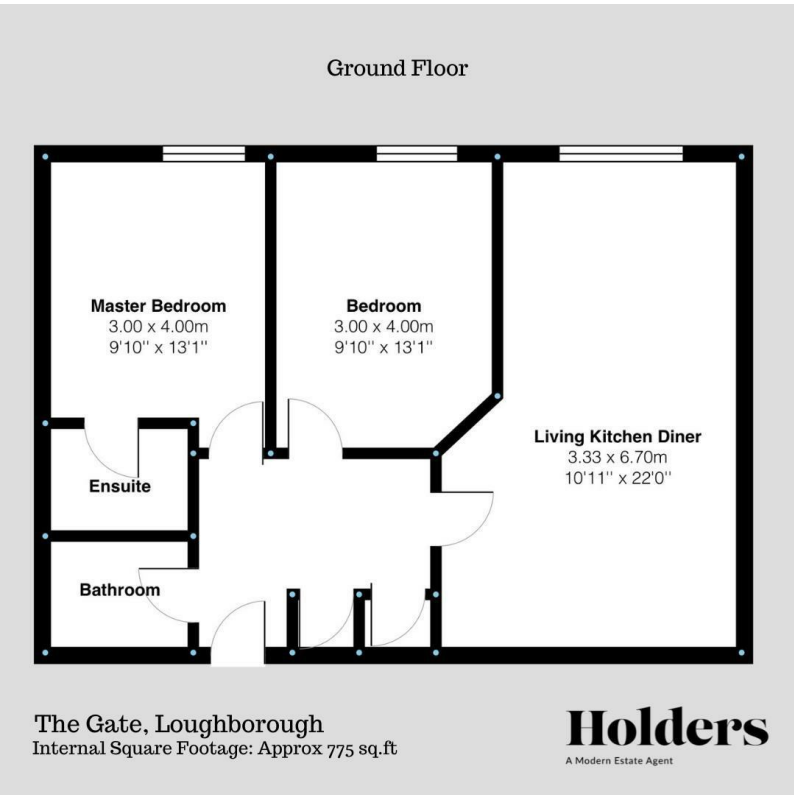 Ground Floor
Master Bedroom
3.00 x 4.00m
9'10" x 13'1"
Bedroom
3.00 x 4.00m
9'10" x 13'1"
Living Kitchen Diner
3.33 x 6.70m
10'11" x 22'0"
Ensuite
Bathroom
The Gate, Loughborough
Internal Square Footage: Approx 775 sq.ft
Holders
A Modern Estate Agent